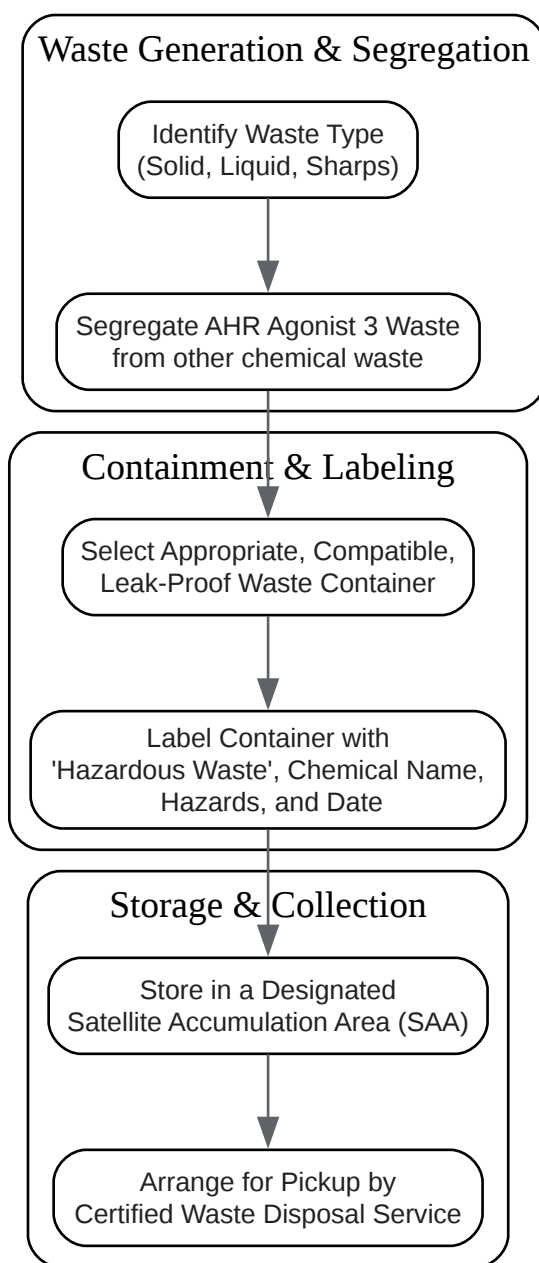 Waste Generation & Segregation
Identify Waste Type
(Solid, Liquid, Sharps)
Segregate AHR Agonist 3 Waste
from other chemical waste
Containment & Labeling
Select Appropriate, Compatible,
Leak-Proof Waste Container
Label Container with
'Hazardous Waste', Chemical Name,
Hazards, and Date
Storage & Collection
Store in a Designated
Satellite Accumulation Area (SAA)
Arrange for Pickup by
Certified Waste Disposal Service